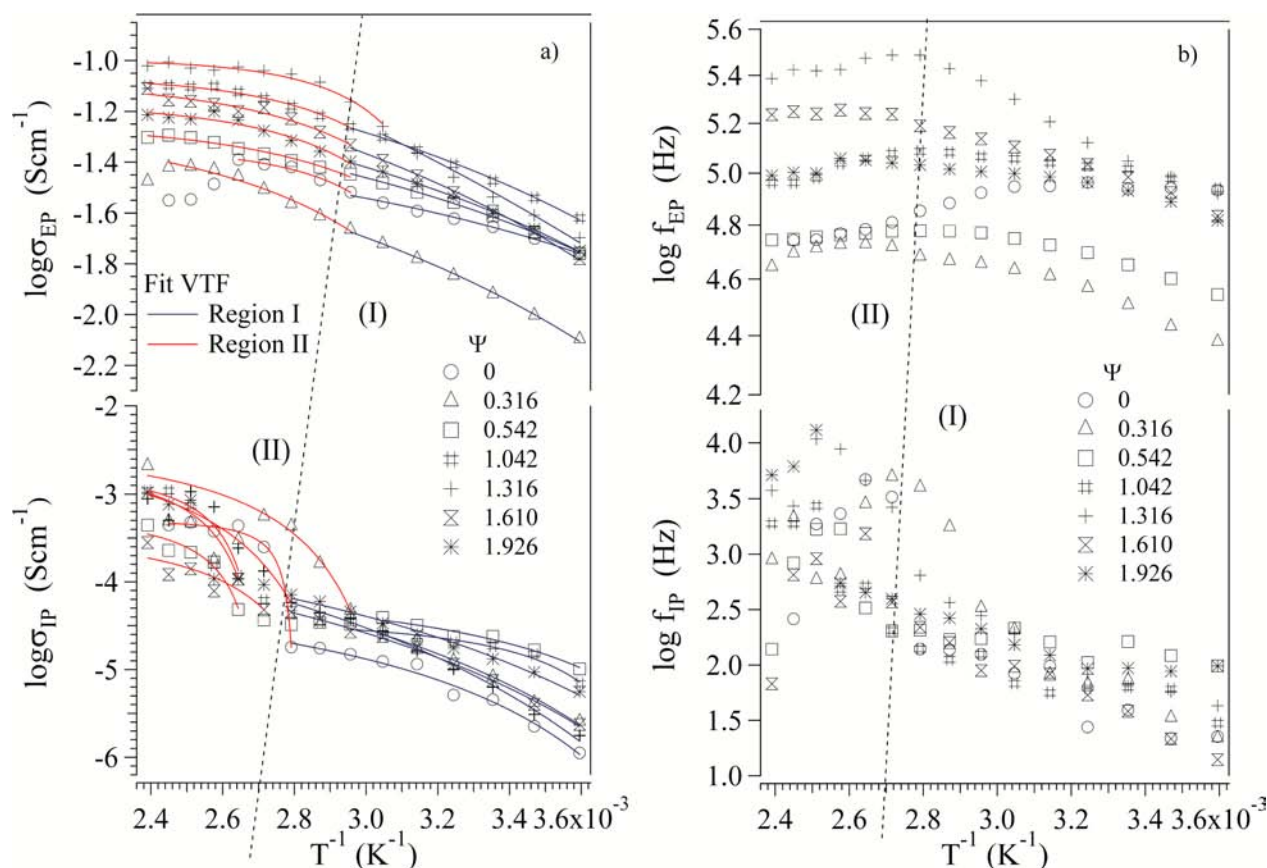 a)
-1.0
-1.2
-1.4
-1.6
-1.8
-2.0
-2.2
logσEP (Scm-1)
Fit VTF
Region I
Region II
(I)
Ψ
0
0.316
0.542
1.042
1.316
1.610
1.926
(II)
-2
-3
-4
-5
-6
logσIP (Scm-1)
2.4 2.6 2.8 3.0 3.2 3.4 3.6x10-3
T-1 (K-1)
b)
5.6
5.4
5.2
5.0
4.8
4.6
4.4
4.2
log fEP (Hz)
(II)
(I)
Ψ
0
0.316
0.542
1.042
1.316
1.610
1.926
4.0
3.5
3.0
2.5
2.0
1.5
1.0
log fIP (Hz)
2.4 2.6 2.8 3.0 3.2 3.4 3.6x10-3
T-1 (K-1)